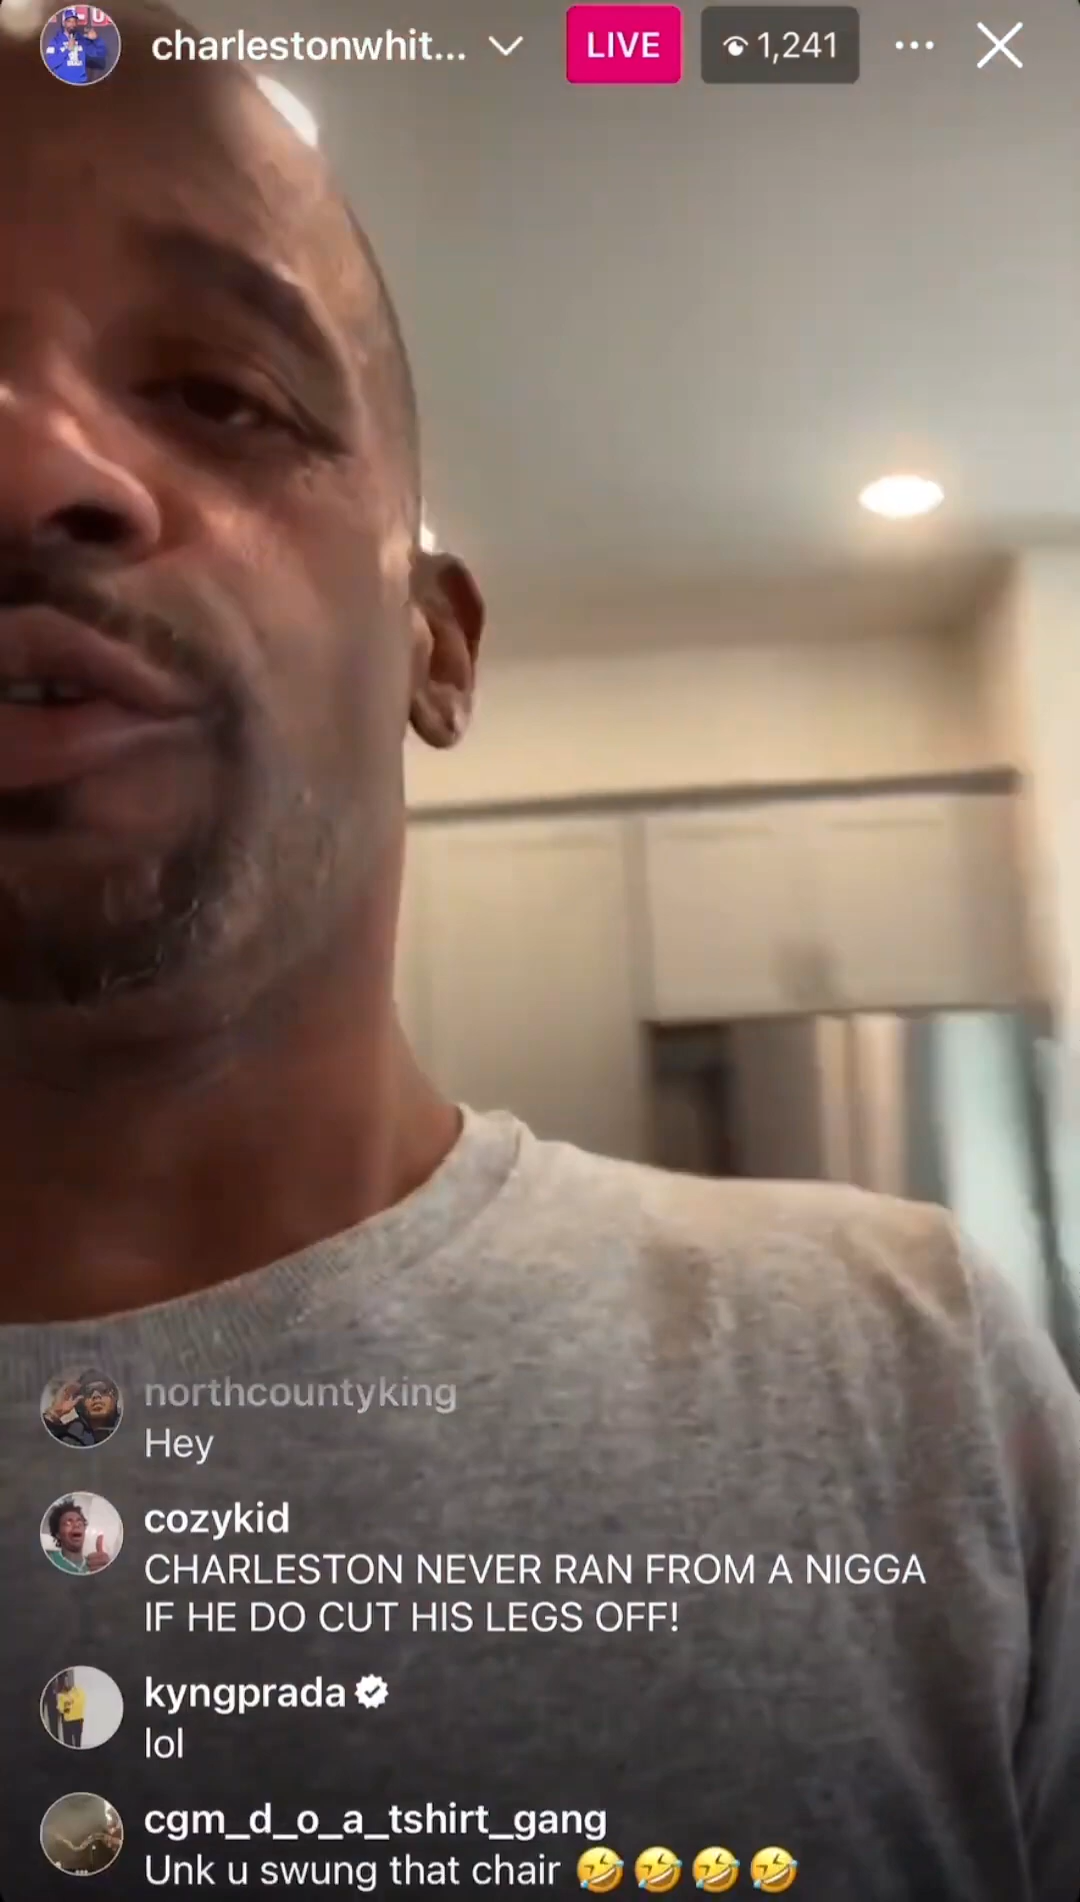 charlestonwhit...
LIVE
1,241
northcountyking
Hey
cozykid
CHARLESTON NEVER RAN FROM A NIGGA
IF HE DO CUT HIS LEGS OFF!
kyngprada
lol
cgm_d_o_a_tshirt_gang
Unk u swung that chair 🤣🤣🤣🤣